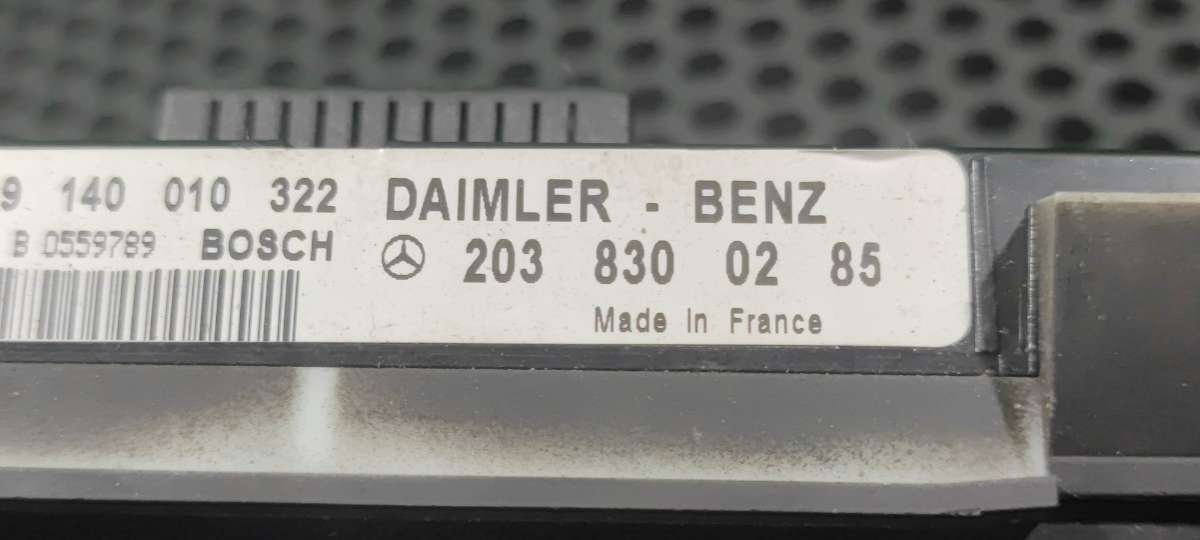 9 140 010 322
B 0559789 BOSCH
DAIMLER - BENZ
203 830 02 85
Made in France